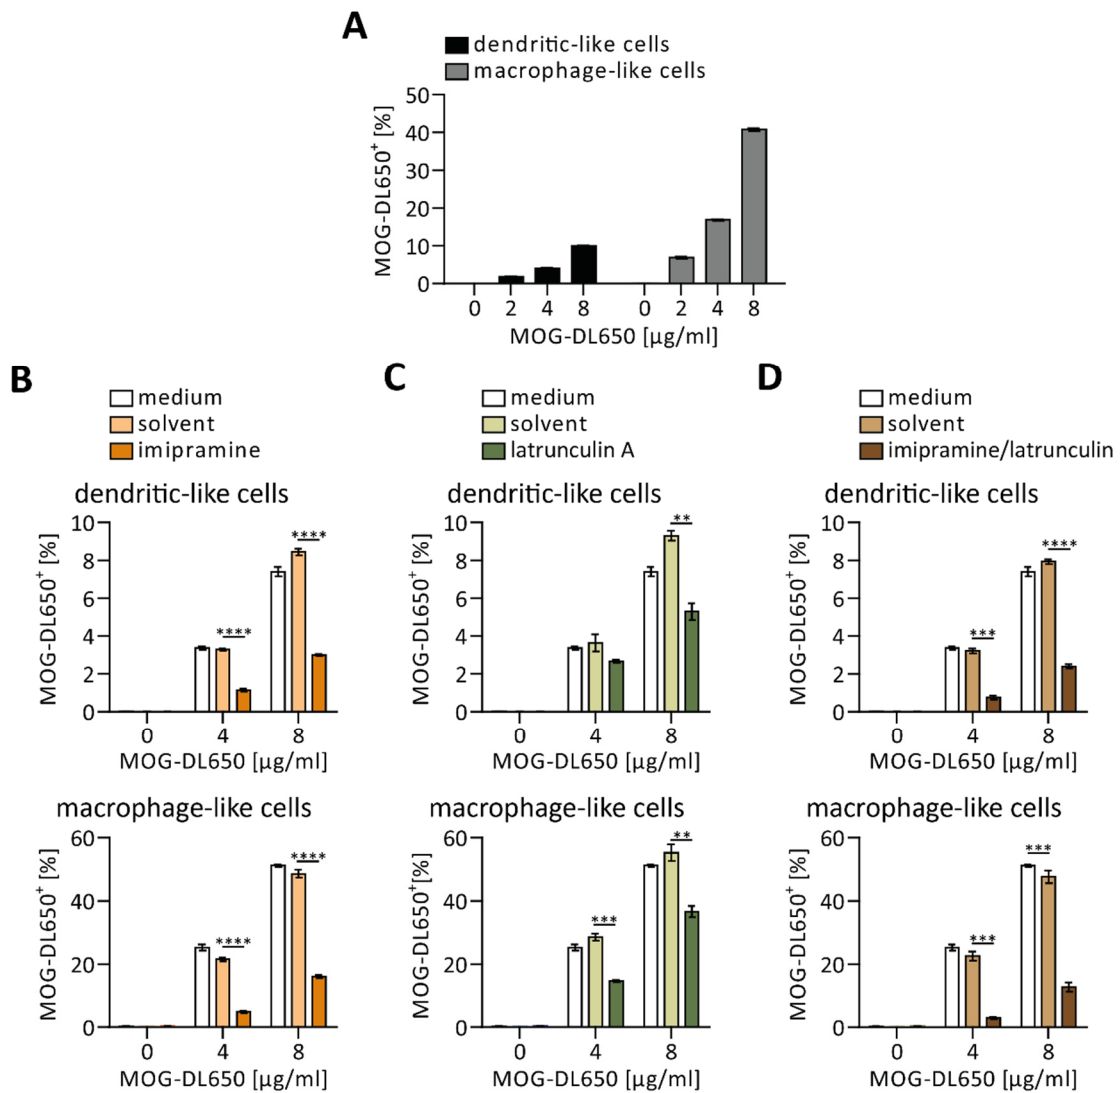 A
dendritic-like cells
macrophage-like cells
MOG-DL650+ [%]
50
40
30
20
10
0
0 2 4 8 0 2 4 8
MOG-DL650 [µg/ml]
B
medium
solvent
imipramine
dendritic-like cells
MOG-DL650+ [%]
10
8
6
4
2
0
**** ****
0 4 8
MOG-DL650 [µg/ml]
macrophage-like cells
MOG-DL650+ [%]
60
40
20
0
**** ****
0 4 8
MOG-DL650 [µg/ml]
C
medium
solvent
latrunculin A
dendritic-like cells
MOG-DL650+ [%]
10
8
6
4
2
0
**
0 4 8
MOG-DL650 [µg/ml]
macrophage-like cells
MOG-DL650+[%]
60
40
20
0
*** **
0 4 8
MOG-DL650 [µg/ml]
D
medium
solvent
imipramine/latrunculin
dendritic-like cells
MOG-DL650+ [%]
10
8
6
4
2
0
*** ****
0 4 8
MOG-DL650 [µg/ml]
macrophage-like cells
MOG-DL650+ [%]
60
40
20
0
*** ***
0 4 8
MOG-DL650 [µg/ml]